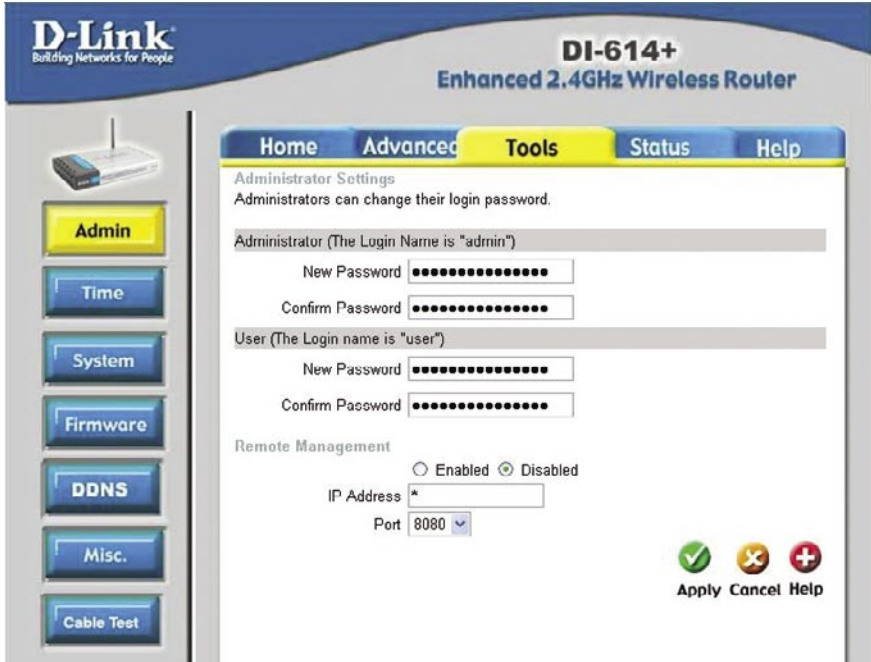 D-Link
Building Networks for People
DI-614+
Enhanced 2.4GHz Wireless Router
Home Advanced Tools Status Help
Admin
Time
System
Firmware
DDNS
Misc.
Cable Test
Administrator Settings
Administrators can change their login password.
Administrator (The Login Name is "admin")
New Password ●●●●●●●●●●●●●●●
Confirm Password ●●●●●●●●●●●●●●●
User (The Login name is "user")
New Password ●●●●●●●●●●●●●●●
Confirm Password ●●●●●●●●●●●●●●●
Remote Management
Enabled Disabled
IP Address *
Port 8080
Apply Cancel Help